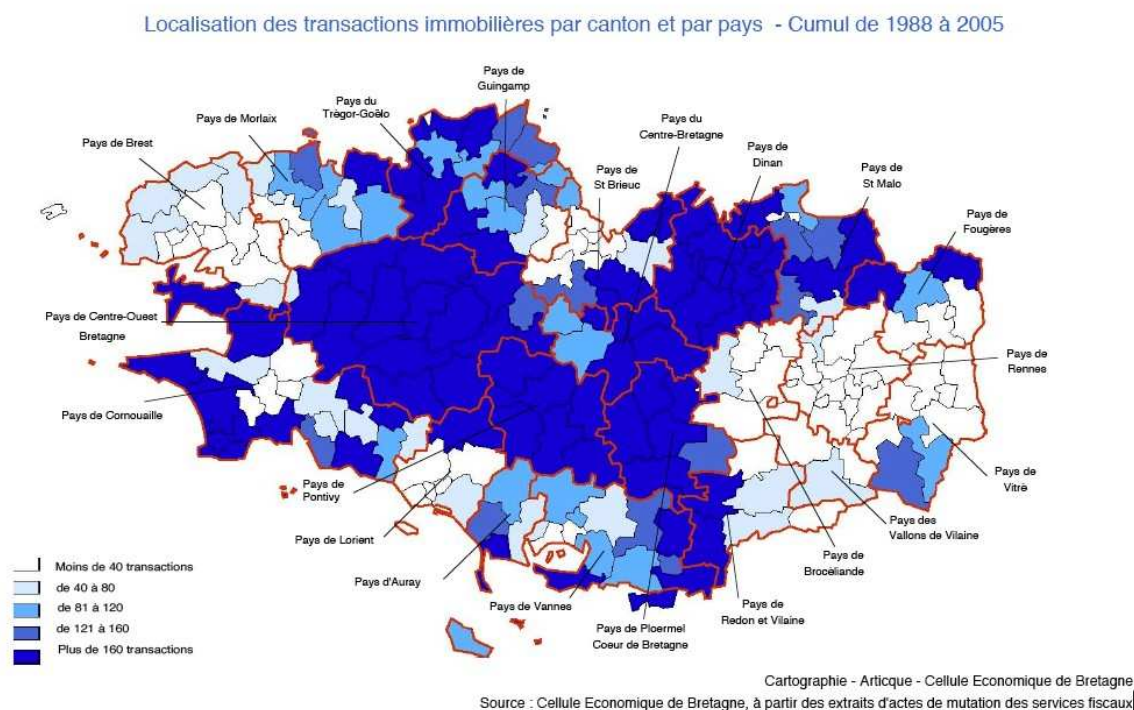 Localisation des transactions immobilières par canton et par pays - Cumul de 1988 à 2005
Pays de
Guingamp
Pays du
Trègor-Goëlo
Pays de Morlaix
Pays de Brest
Pays du
Centre-Bretagne
Pays de
Dinan
Pays de
St Brieuc
Pays de
St Malo
Pays de
Fougères
Pays de Centre-Ouest
Bretagne
Pays de
Rennes
Pays de Cornouaille
Pays de
Vitrè
Pays de
Pontivy
Pays des
Vallons de Vilaine
Pays de Lorient
Pays de
Brocèliande
Pays d'Auray
Pays de Vannes
Pays de
Redon et Vilaine
Pays de Ploermel
Coeur de Bretagne
Moins de 40 transactions
de 40 à 80
de 81 à 120
de 121 à 160
Plus de 160 transactions
Cartographie - Articque - Cellule Economique de Bretagne
Source : Cellule Economique de Bretagne, à partir des extraits d'actes de mutation des services fiscaux